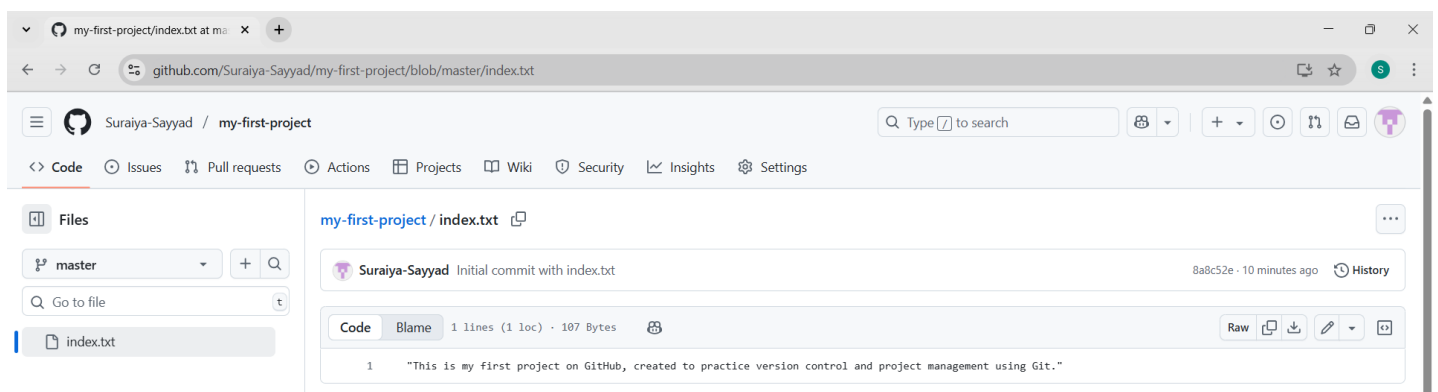 my-first-project/index.txt at ma
github.com/Suraiya-Sayyad/my-first-project/blob/master/index.txt
S
Suraiya-Sayyad / my-first-project
Type / to search
Code Issues Pull requests Actions Projects Wiki Security Insights Settings
Files
my-first-project / index.txt
master
Suraiya-Sayyad Initial commit with index.txt
8a8c52e · 10 minutes ago History
Go to file t
Code Blame 1 lines (1 loc) · 107 Bytes
Raw
index.txt
1 "This is my first project on GitHub, created to practice version control and project management using Git."